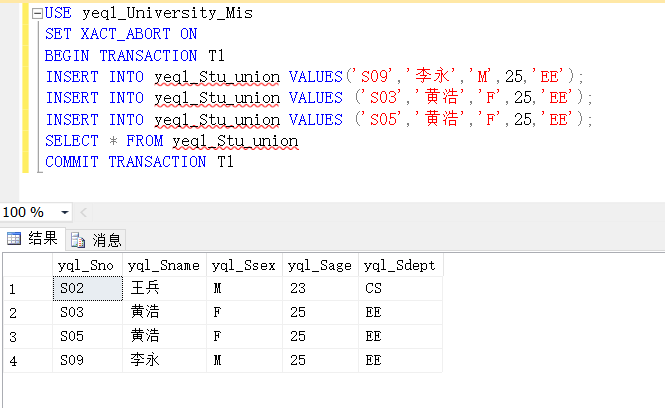 USE yeql_University_Mis
SET XACT_ABORT ON
BEGIN TRANSACTION T1
INSERT INTO yeql_Stu_union VALUES('S09','李永','M',25,'EE');
INSERT INTO yeql_Stu_union VALUES ('S03','黄浩','F',25,'EE');
INSERT INTO yeql_Stu_union VALUES ('S05','黄浩','F',25,'EE');
SELECT * FROM yeql_Stu_union
COMMIT TRANSACTION T1
100 %
结果 消息
yql_Sno yql_Sname yql_Ssex yql_Sage yql_Sdept
1 S02 王兵 M 23 CS
2 S03 黄浩 F 25 EE
3 S05 黄浩 F 25 EE
4 S09 李永 M 25 EE